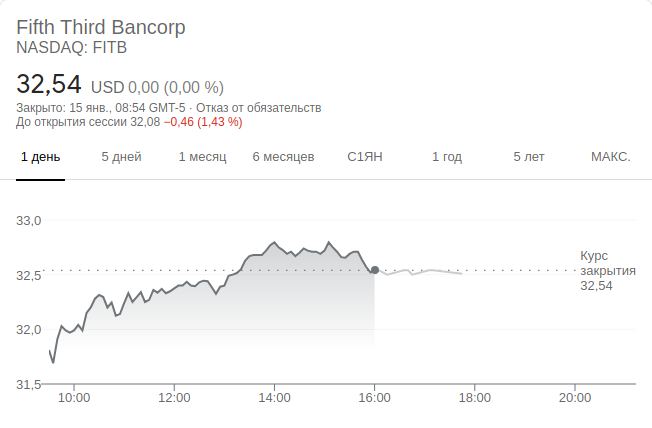 Fifth Third Bancorp
NASDAQ: FITB
32,54 USD 0,00 (0,00 %)
Закрыто: 15 янв., 08:54 GMT-5 · Отказ от обязательств
До открытия сессии 32,08 −0,46 (1,43 %)
1 день 5 дней 1 месяц 6 месяцев С1ЯН 1 год 5 лет МАКС.
33,0
Курс
закрытия
32,54
32,5
32,0
31,5
10:00 12:00 14:00 16:00 18:00 20:00